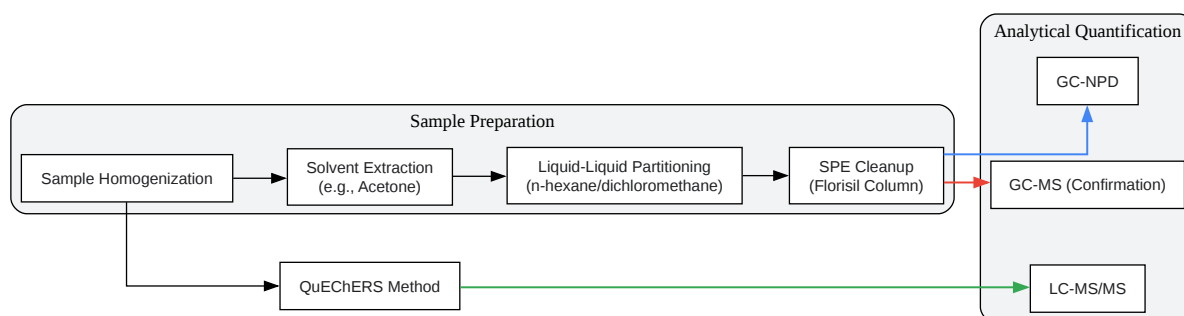 Analytical Quantification
GC-NPD
Sample Preparation
Sample Homogenization
Solvent Extraction
(e.g., Acetone)
Liquid-Liquid Partitioning
(n-hexane/dichloromethane)
SPE Cleanup
(Florisil Column)
GC-MS (Confirmation)
QuEChERS Method
LC-MS/MS